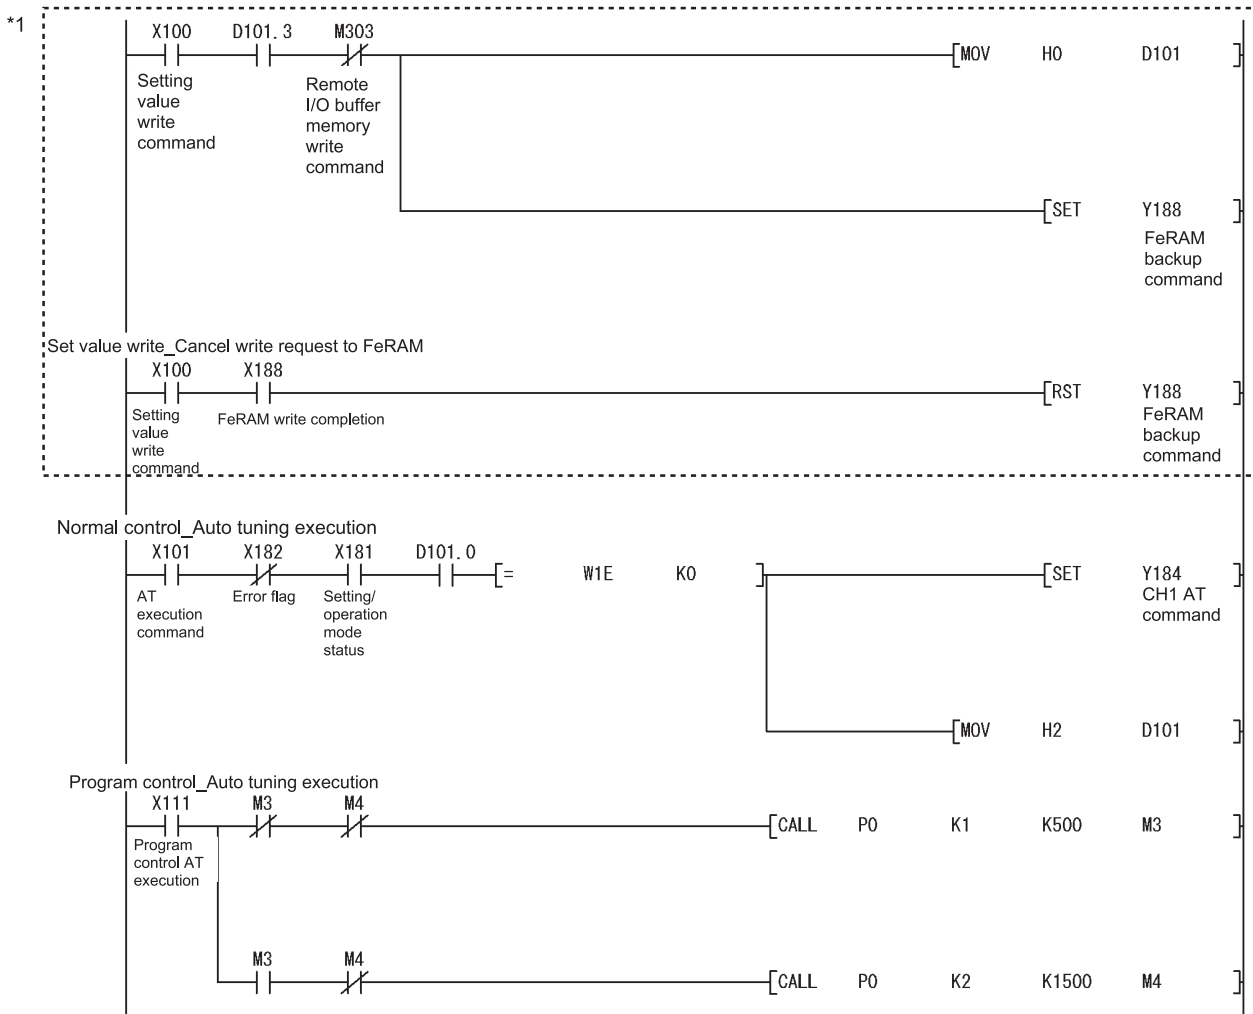 *1
X100 D101.3 M303
[MOV H0 D101 ]
Setting
value
write
command
Remote
I/O buffer
memory
write
command
[SET Y188 ]
FeRAM
backup
command
Set value write_Cancel write request to FeRAM
X100 X188
[RST Y188 ]
Setting
value
write
command
FeRAM write completion
FeRAM
backup
command
Normal control_Auto tuning execution
X101 X182 X181 D101.0
[= W1E K0 ]
[SET Y184 ]
AT
execution
command
Error flag
Setting/
operation
mode
status
CH1 AT
command
[MOV H2 D101 ]
Program control_Auto tuning execution
X111 M3 M4
[CALL P0 K1 K500 M3 ]
Program
control AT
execution
M3 M4
[CALL P0 K2 K1500 M4 ]